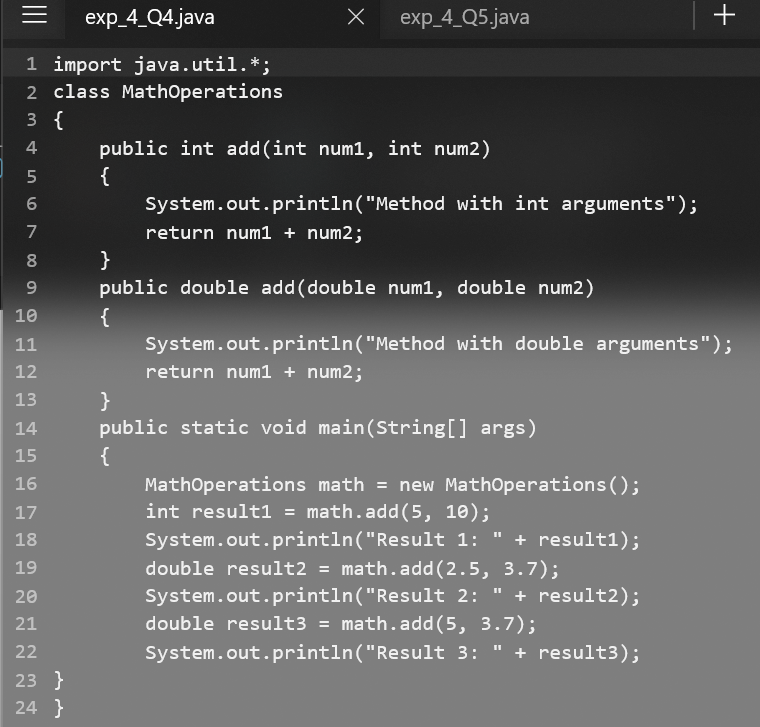 exp_4_Q4.java exp_4_Q5.java
1 import java.util.*;
2 class MathOperations
3 {
4     public int add(int num1, int num2)
5     {
6         System.out.println("Method with int arguments");
7         return num1 + num2;
8     }
9     public double add(double num1, double num2)
10     {
11         System.out.println("Method with double arguments");
12         return num1 + num2;
13     }
14     public static void main(String[] args)
15     {
16         MathOperations math = new MathOperations();
17         int result1 = math.add(5, 10);
18         System.out.println("Result 1: " + result1);
19         double result2 = math.add(2.5, 3.7);
20         System.out.println("Result 2: " + result2);
21         double result3 = math.add(5, 3.7);
22         System.out.println("Result 3: " + result3);
23 }
24 }